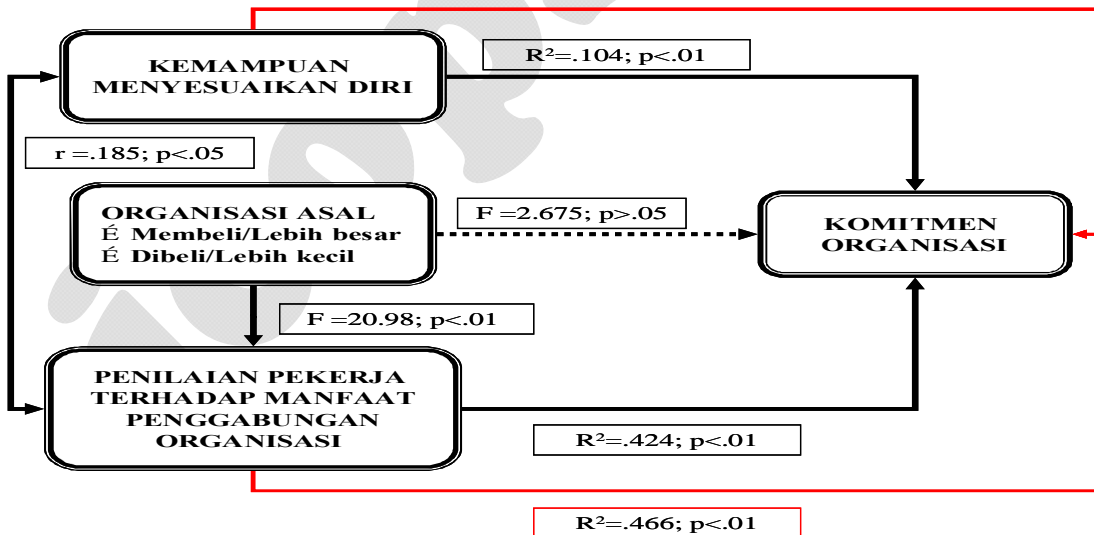 R²=.104; p<.01
KEMAMPUAN
MENYESUAIKAN DIRI
r =.185; p<.05
ORGANISASI ASAL
É Membeli/Lebih besar
É Dibeli/Lebih kecil
F =2.675; p>.05
KOMITMEN
ORGANISASI
F =20.98; p<.01
PENILAIAN PEKERJA
TERHADAP MANFAAT
PENGGABUNGAN
ORGANISASI
R²=.424; p<.01
R²=.466; p<.01